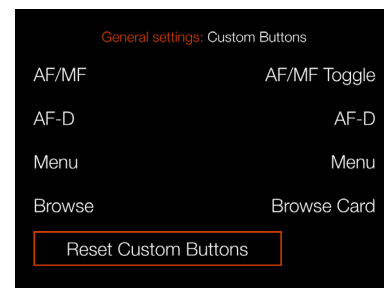 General settings: Custom Buttons
AF/MF AF/MF Toggle
AF-D AF-D
Menu Menu
Browse Browse Card
Reset Custom Buttons